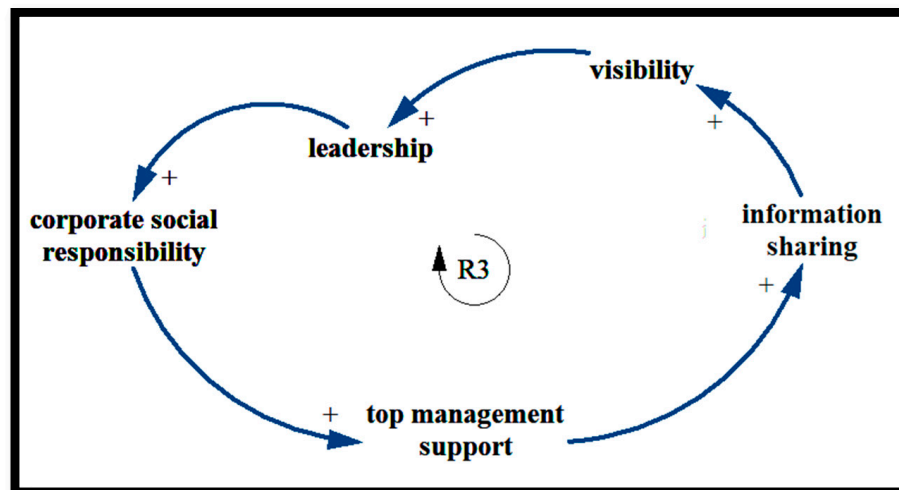 visibility
+
+
leadership
+
corporate social
responsibility
information
sharing
R3
+
+
top management
support